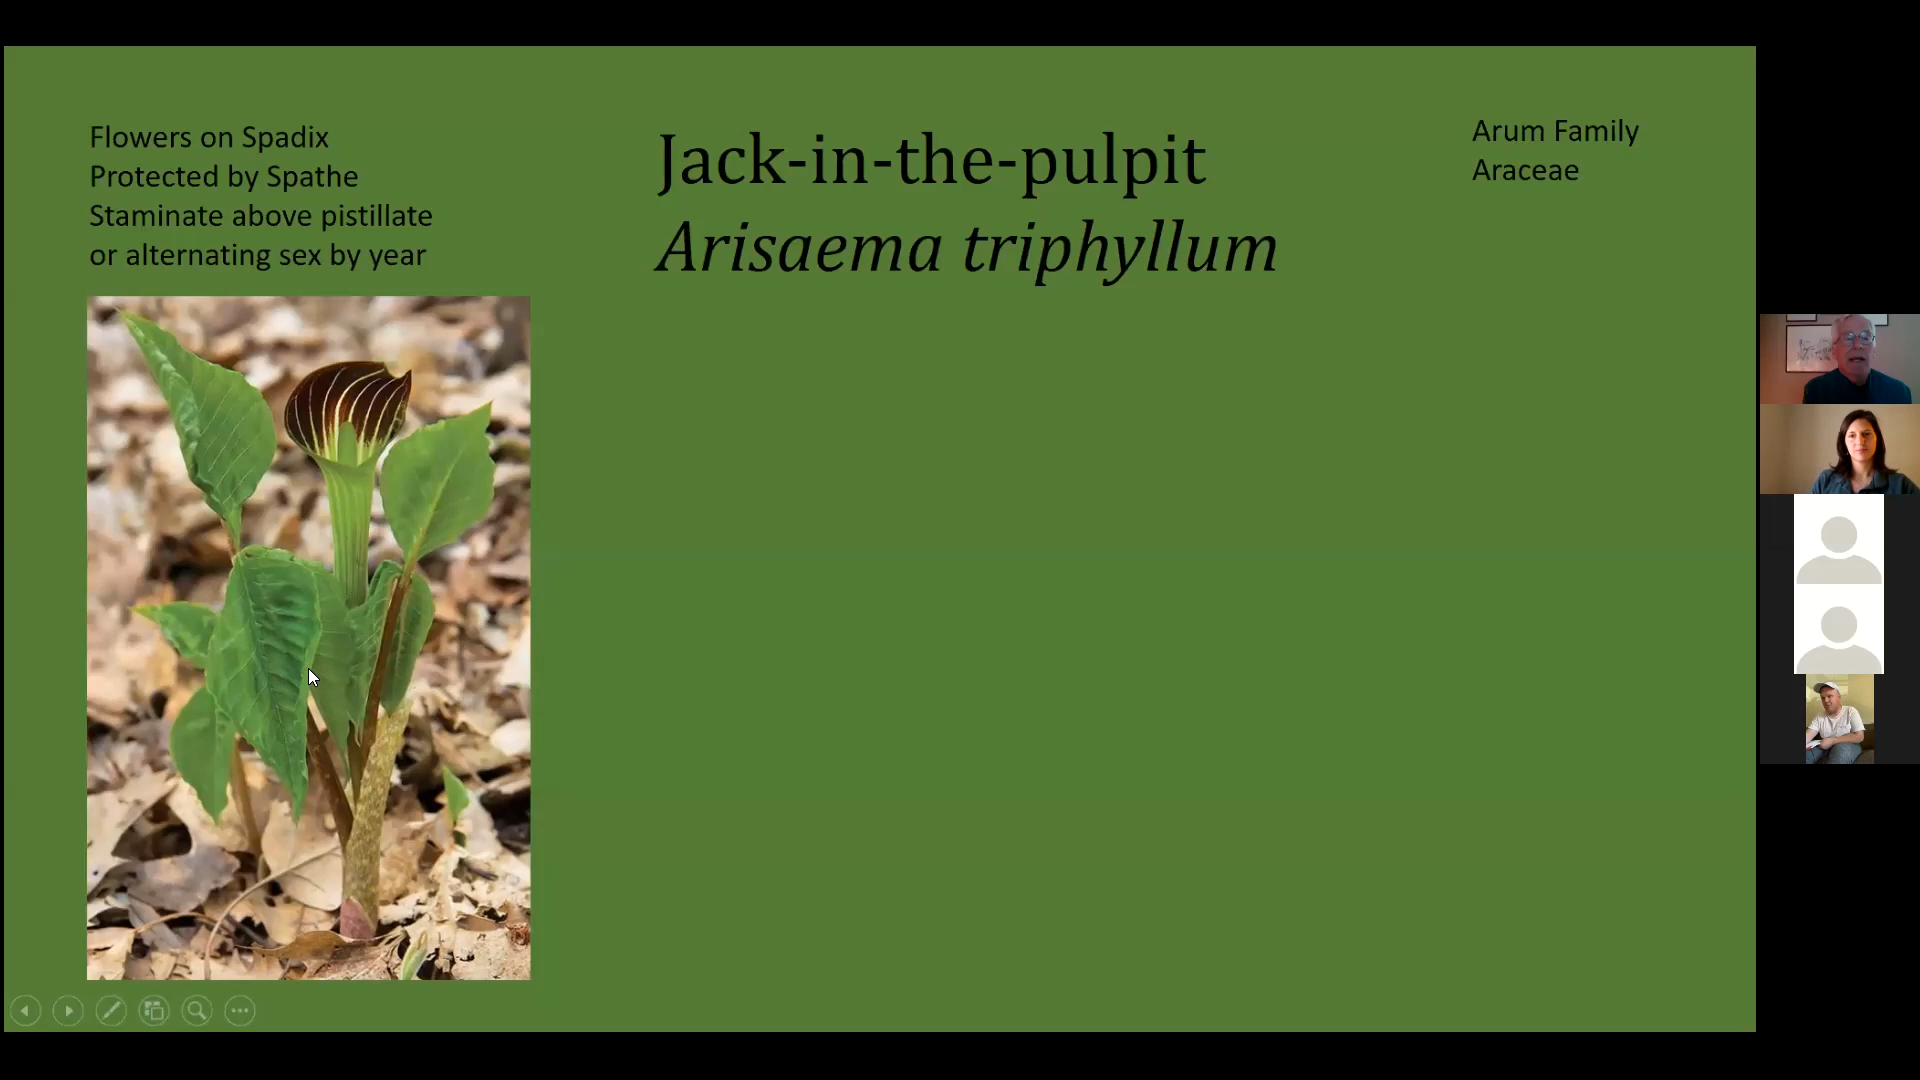 Flowers on Spadix
Protected by Spathe
Staminate above pistillate
or alternating sex by year
Jack-in-the-pulpit
Arisaema triphyllum
Arum Family
Araceae